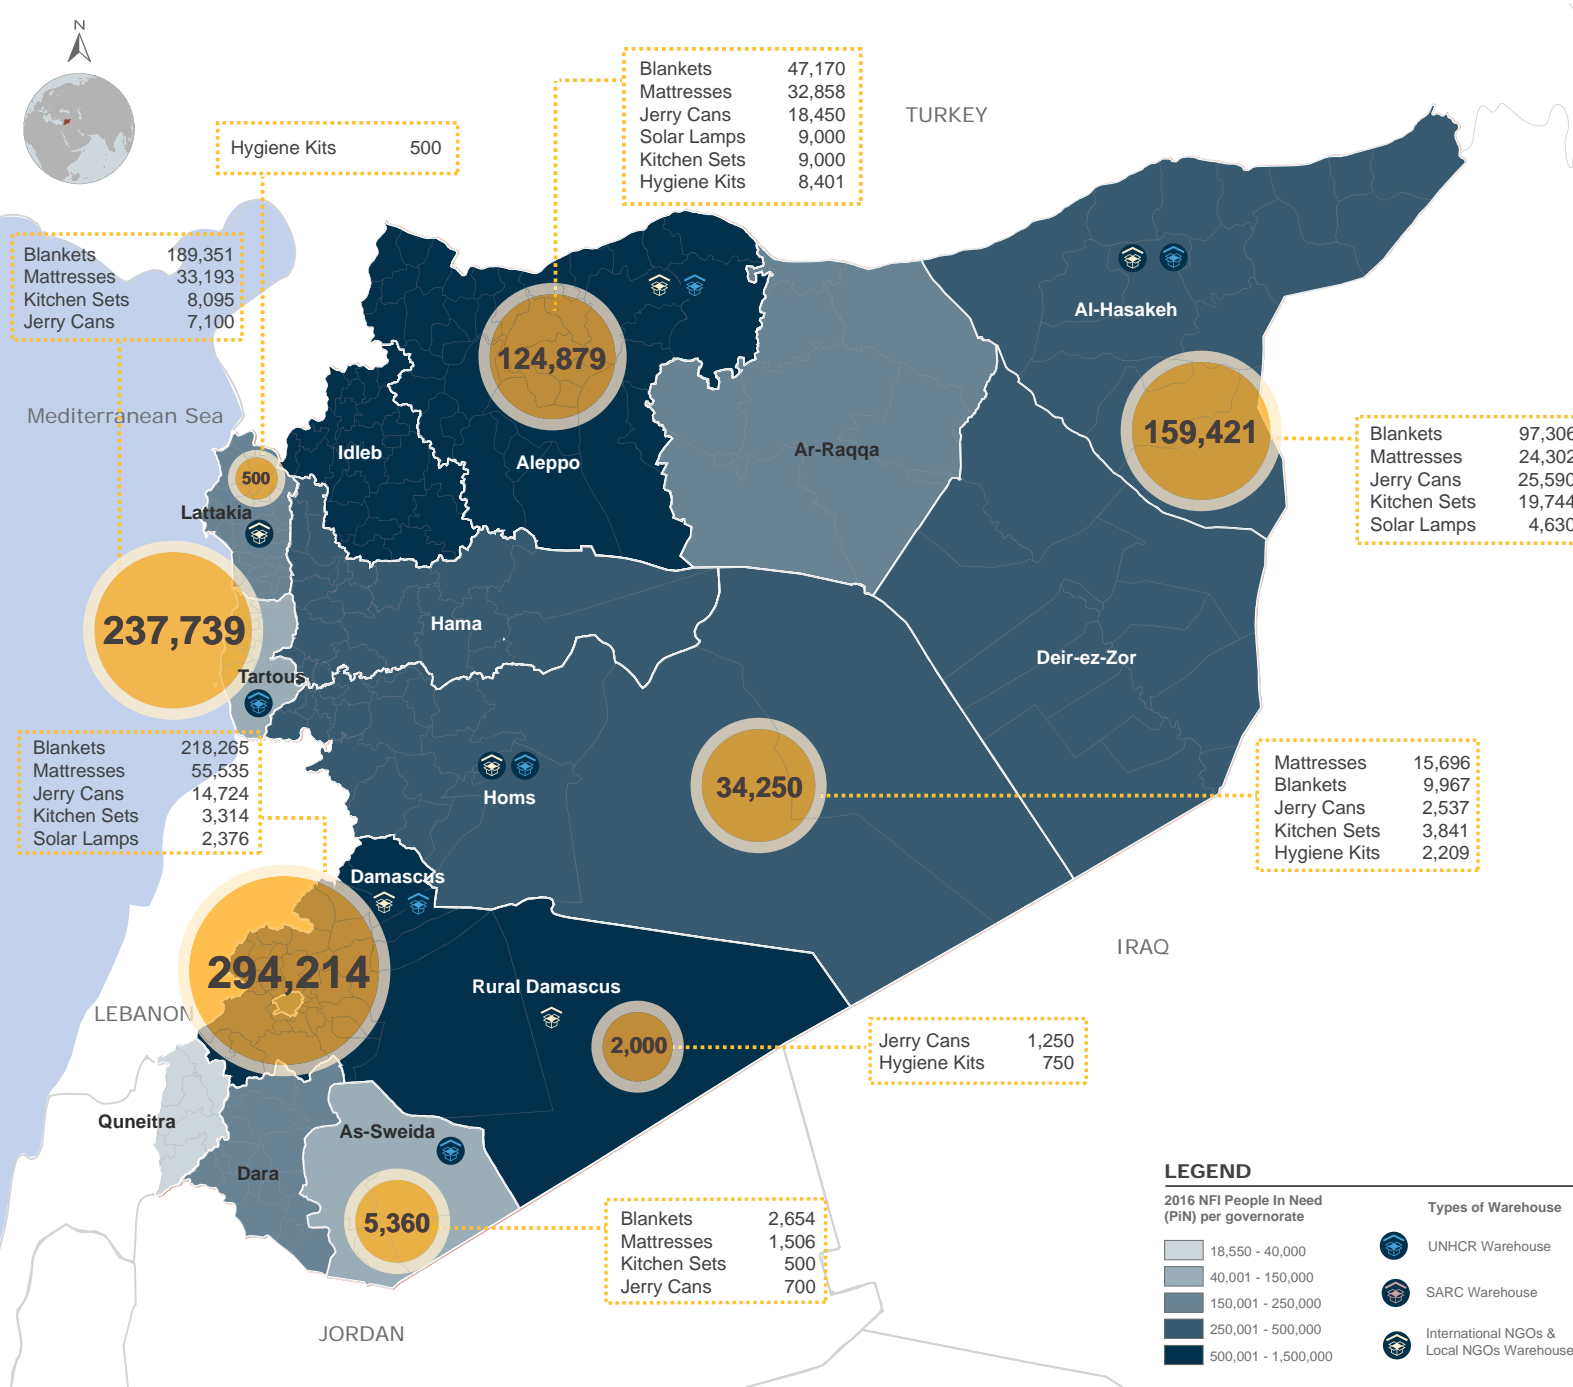 N
Blankets 47,170
Mattresses 32,858
Jerry Cans 18,450
Solar Lamps 9,000
Kitchen Sets 9,000
Hygiene Kits 8,401
TURKEY
Hygiene Kits 500
Blankets 189,351
Mattresses 33,193
Kitchen Sets 8,095
Jerry Cans 7,100
Al-Hasakeh
124,879
Mediterranean Sea
159,421
Blankets 97,306
Mattresses 24,302
Jerry Cans 25,590
Kitchen Sets 19,744
Solar Lamps 4,630
Idleb
Aleppo
Ar-Raqqa
500
Lattakia
237,739
Hama
Deir-ez-Zor
Tartous
Blankets 218,265
Mattresses 55,535
Jerry Cans 14,724
Kitchen Sets 3,314
Solar Lamps 2,376
34,250
Homs
Mattresses 15,696
Blankets 9,967
Jerry Cans 2,537
Kitchen Sets 3,841
Hygiene Kits 2,209
Damascus
IRAQ
294,214
Rural Damascus
LEBANON
2,000
Jerry Cans 1,250
Hygiene Kits 750
Quneitra
As-Sweida
Dara
5,360
Blankets 2,654
Mattresses 1,506
Kitchen Sets 500
Jerry Cans 700
JORDAN
LEGEND
2016 NFI People In Need
(PiN) per governorate
18,550 - 40,000
40,001 - 150,000
150,001 - 250,000
250,001 - 500,000
500,001 - 1,500,000
Types of Warehouse
UNHCR Warehouse
SARC Warehouse
International NGOs &
Local NGOs Warehouse